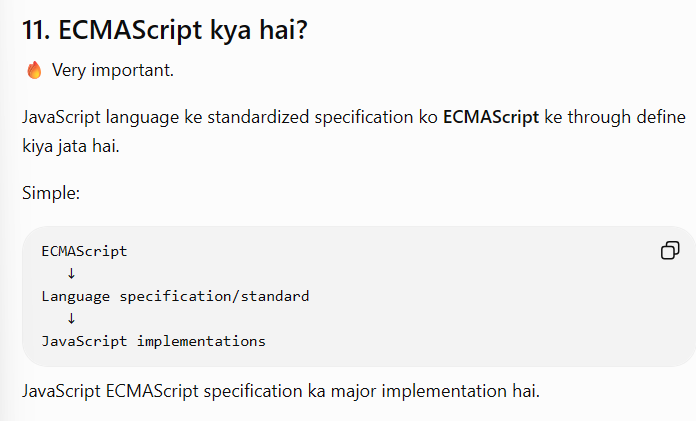 11. ECMAScript kya hai?
🔥 Very important.
JavaScript language ke standardized specification ko ECMAScript ke through define
kiya jata hai.
Simple:
ECMAScript
↓
Language specification/standard
↓
JavaScript implementations
JavaScript ECMAScript specification ka major implementation hai.